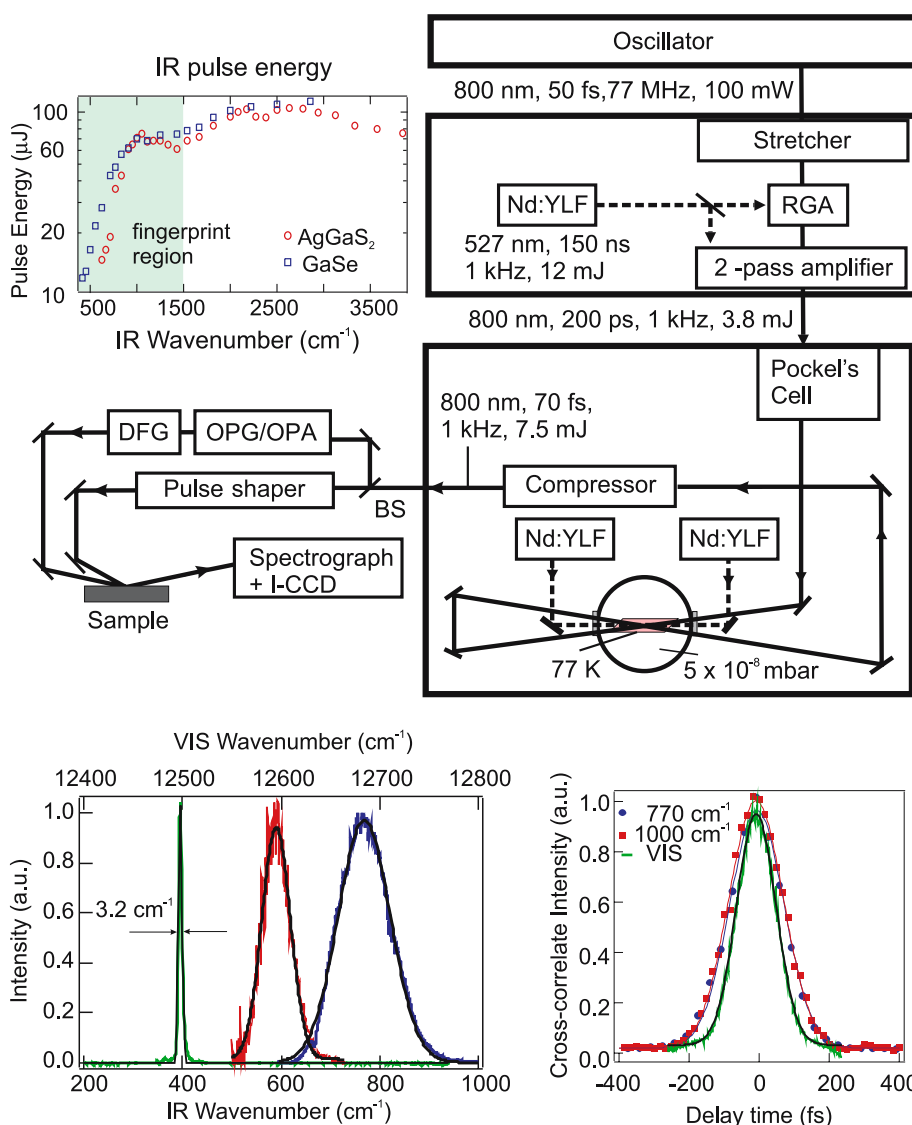 Oscillator
IR pulse energy
800 nm, 50 fs,77 MHz, 100 mW
Stretcher
Nd:YLF
RGA
527 nm, 150 ns
1 kHz, 12 mJ
2 -pass amplifier
800 nm, 200 ps, 1 kHz, 3.8 mJ
Pulse Energy (µJ)
100
60
20
10
fingerprint
region
AgGaS₂
GaSe
500
1500
2500
3500
IR Wavenumber (cm⁻¹)
Pockel's
Cell
800 nm, 70 fs,
1 kHz, 7.5 mJ
DFG
OPG/OPA
Pulse shaper
BS
Compressor
Nd:YLF
Nd:YLF
Spectrograph
+ I-CCD
Sample
77 K
5 x 10⁻⁸ mbar
VIS Wavenumber (cm⁻¹)
12400
12500
12600
12700
12800
Intensity (a.u.)
1.0
0.8
0.6
0.4
0.2
0.0
3.2 cm⁻¹
200
400
600
800
1000
IR Wavenumber (cm⁻¹)
Cross-correlate Intensity (a.u.)
1.0
0.8
0.6
0.4
0.2
0.0
770 cm⁻¹
1000 cm⁻¹
VIS
-400
-200
0
200
400
Delay time (fs)